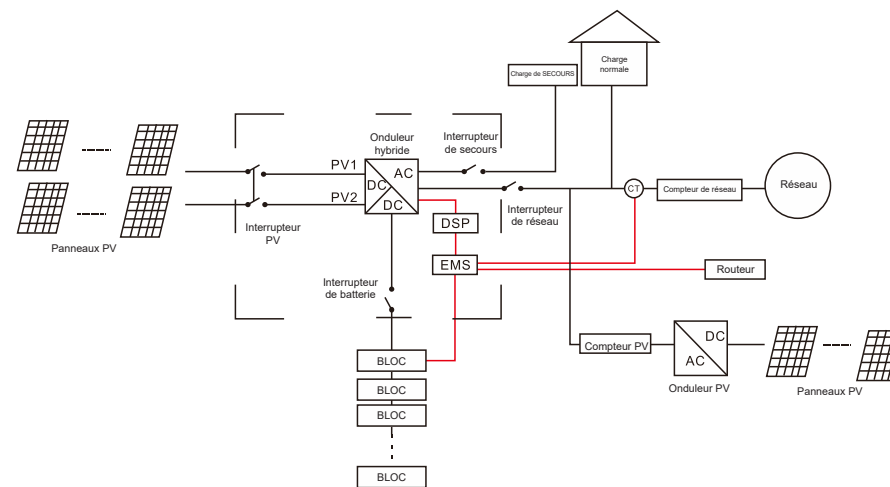 Charge
normale
Charge de SECOURS
Onduleur
hybride
Interrupteur
de secours
PV1
AC
DC
PV2
DC
CT
Compteur de réseau
Réseau
Interrupteur
de réseau
DSP
Panneaux PV
Interrupteur
PV
EMS
Routeur
Interrupteur
de batterie
Compteur PV
DC
AC
BLOC
Onduleur PV
Panneaux PV
BLOC
BLOC
BLOC